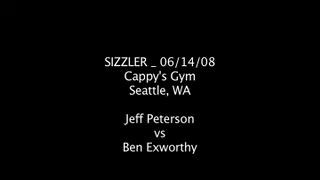 SIZZLER _ 06/14/08
Cappy's Gym
Seattle, WA
Jeff Peterson
vs
Ben Exworthy